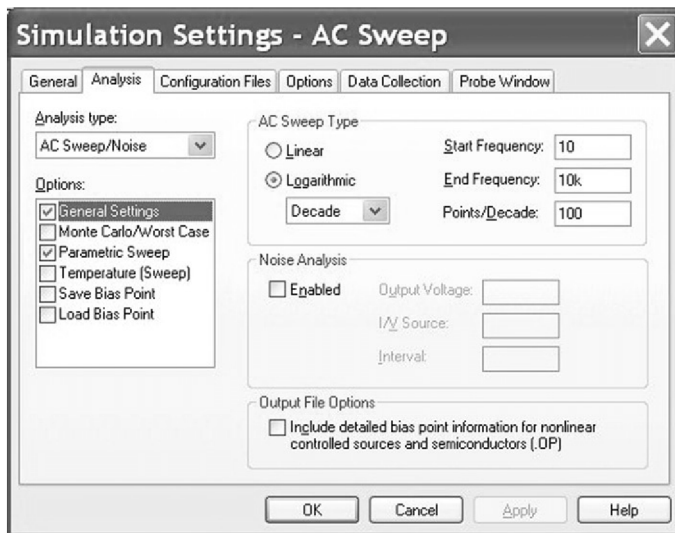 Simulation Settings - AC Sweep
General Analysis Configuration Files Options Data Collection Probe Window
Analysis type:
AC Sweep/Noise
Options:
General Settings
Monte Carlo/Worst Case
Parametric Sweep
Temperature (Sweep)
Save Bias Point
Load Bias Point
AC Sweep Type
Linear
Logarithmic
Decade
Start Frequency: 10
End Frequency: 10k
Points/Decade: 100
Noise Analysis
Enabled
Output Voltage:
I/V Source:
Interval:
Output File Options
Include detailed bias point information for nonlinear
controlled sources and semiconductors (.OP)
OK Cancel Apply Help